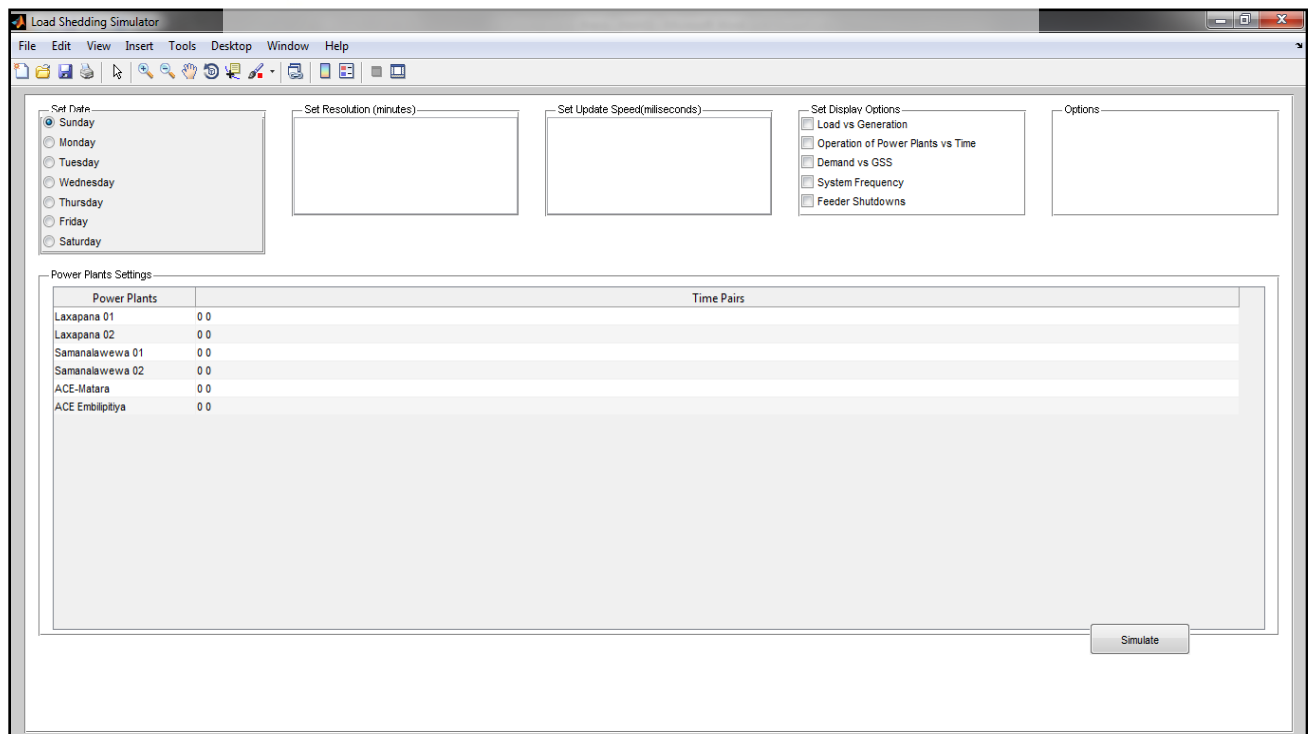 Load Shedding Simulator
File Edit View Insert Tools Desktop Window Help
Set Date
Sunday
Monday
Tuesday
Wednesday
Thursday
Friday
Saturday
Set Resolution (minutes)
Set Update Speed(miliseconds)
Set Display Options
Load vs Generation
Operation of Power Plants vs Time
Demand vs GSS
System Frequency
Feeder Shutdowns
Options
Power Plants Settings
Power Plants Time Pairs
Laxapana 01 0 0
Laxapana 02 0 0
Samanalawewa 01 0 0
Samanalawewa 02 0 0
ACE-Matara 0 0
ACE Embilipitiya 0 0
Simulate